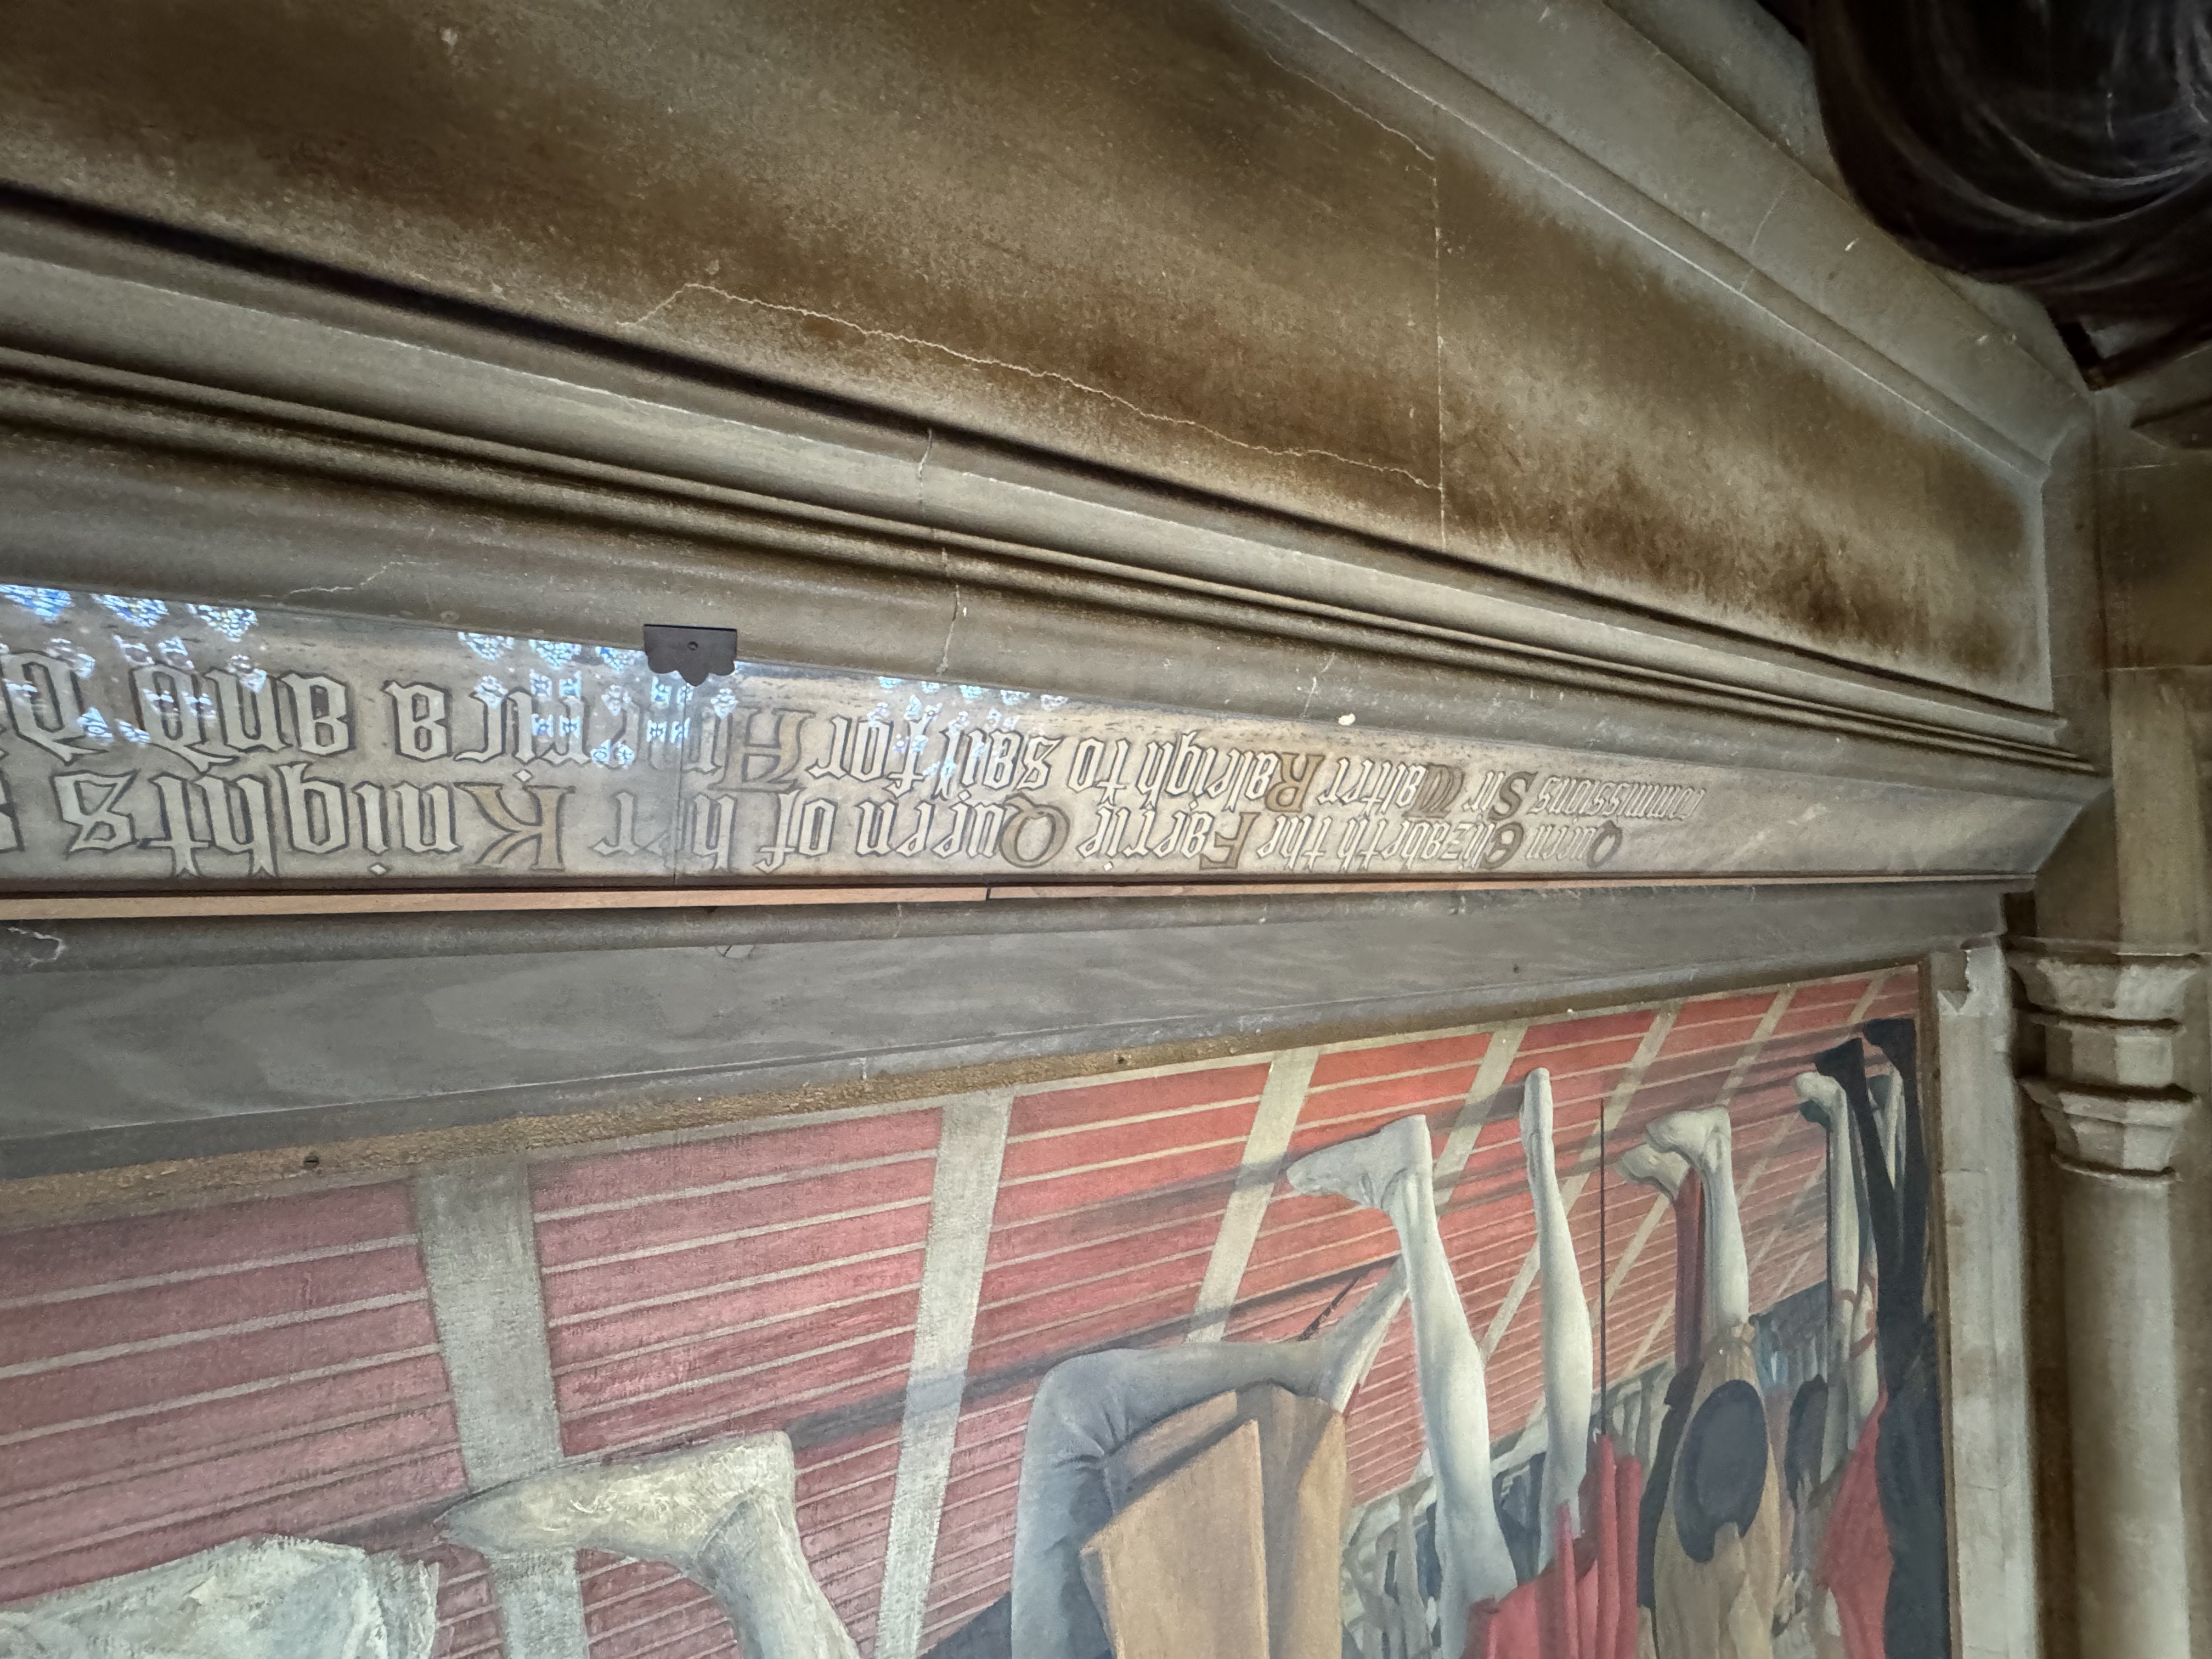 Queen Elizabeth the Faerie Queen of her Knights
commissions Sir Walter Raleigh to sail for America and